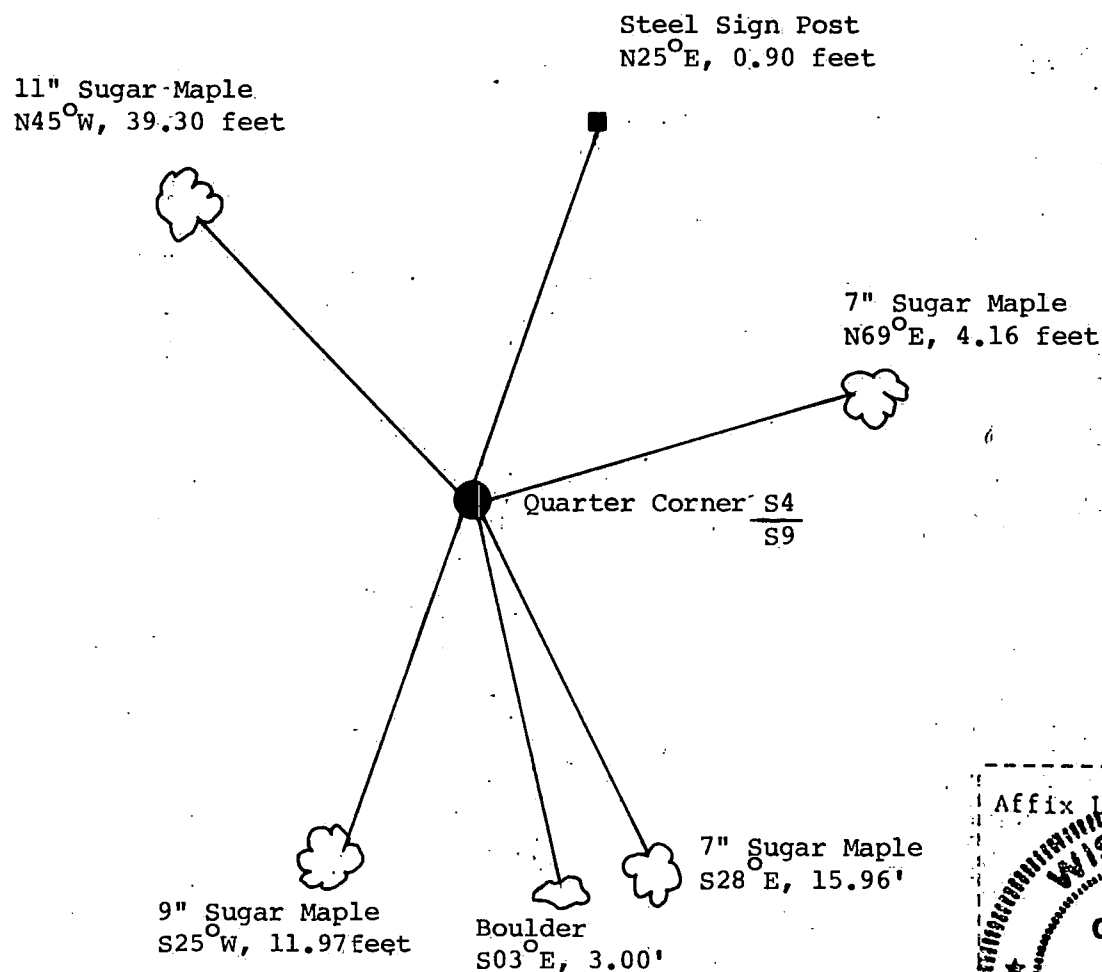 Steel Sign Post
N25°E, 0.90 feet
11" Sugar Maple
N45°W, 39.30 feet
7" Sugar Maple
N69°E, 4.16 feet
Quarter Corner S4
S9
7" Sugar Maple
S28°E, 15.96'
9" Sugar Maple
S25°W, 11.97feet
Boulder
S03°E, 3.00'
Affix
WIS